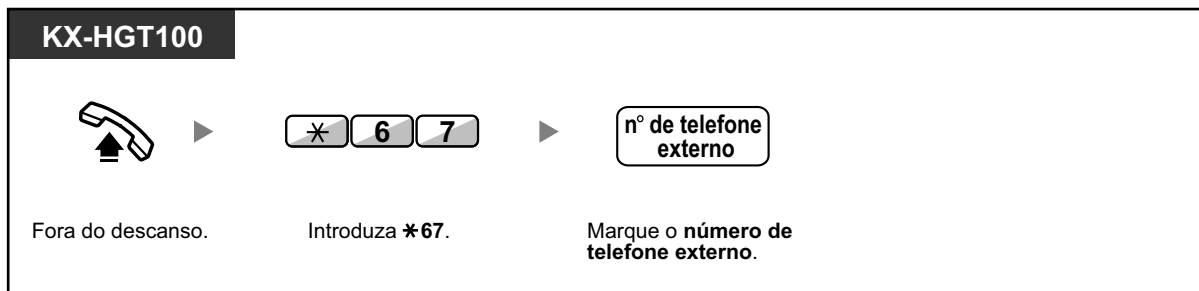 KX-HGT100
* 6 7
n° de telefone
externo
Fora do descanso.
Introduza *67.
Marque o número de
telefone externo.